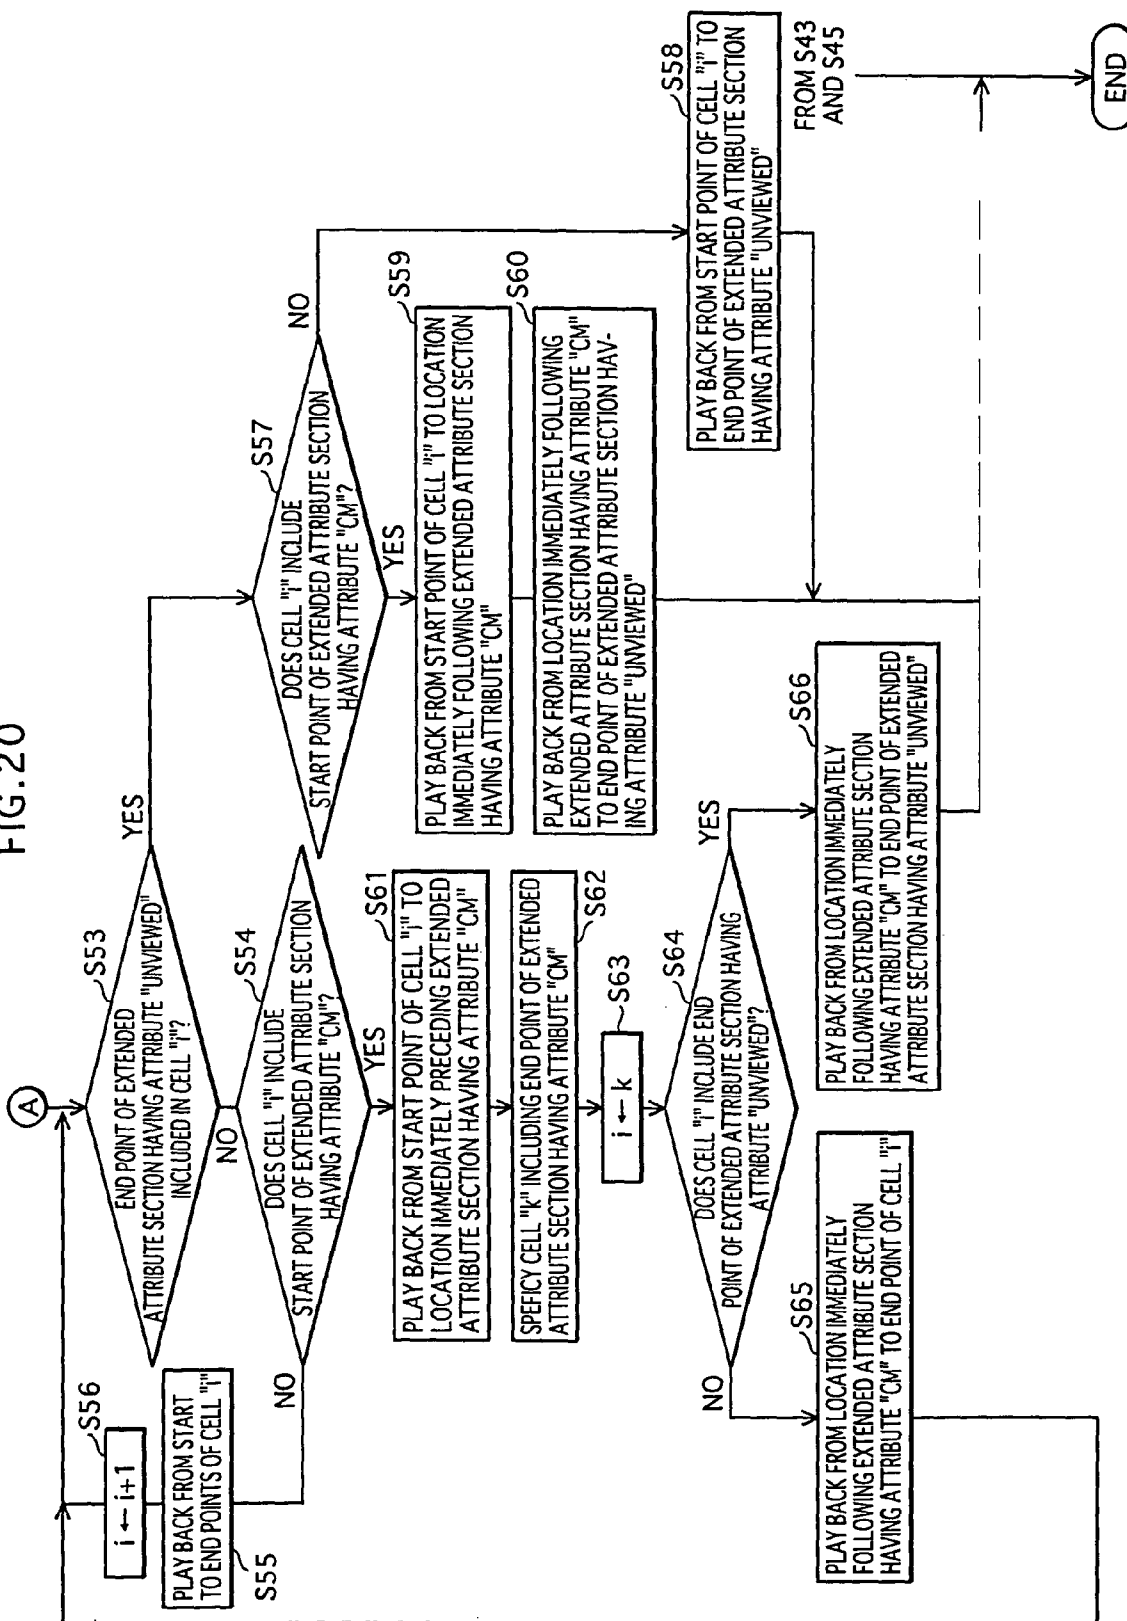 FIG.20
A
S53
END POINT OF EXTENDED
ATTRIBUTE SECTION HAVING ATTRIBUTE "UNVIEWED"
INCLUDED IN CELL "i"?
YES
NO
S54
DOES CELL "i" INCLUDE
START POINT OF EXTENDED ATTRIBUTE SECTION
HAVING ATTRIBUTE "CM"?
YES
NO
S56
i ← i+1
PLAY BACK FROM START
TO END POINTS OF CELL "i"
S55
S57
DOES CELL "i" INCLUDE
START POINT OF EXTENDED ATTRIBUTE SECTION
HAVING ATTRIBUTE "CM"?
NO
YES
S59
PLAY BACK FROM START POINT OF CELL "i" TO LOCATION
IMMEDIATELY FOLLOWING EXTENDED ATTRIBUTE SECTION
HAVING ATTRIBUTE "CM"
S60
PLAY BACK FROM LOCATION IMMEDIATELY FOLLOWING
EXTENDED ATTRIBUTE SECTION HAVING ATTRIBUTE "CM"
TO END POINT OF EXTENDED ATTRIBUTE SECTION HAV-
ING ATTRIBUTE "UNVIEWED"
S58
PLAY BACK FROM START POINT OF CELL "i" TO
END POINT OF EXTENDED ATTRIBUTE SECTION
HAVING ATTRIBUTE "UNVIEWED"
S61
PLAY BACK FROM START POINT OF CELL "i" TO
LOCATION IMMEDIATELY PRECEDING EXTENDED
ATTRIBUTE SECTION HAVING ATTRIBUTE "CM"
S62
SPEFICY CELL "k" INCLUDING END POINT OF EXTENDED
ATTRIBUTE SECTION HAVING ATTRIBUTE "CM"
S63
i ← k
S64
DOES CELL "i" INCLUDE END
POINT OF EXTENDED ATTRIBUTE SECTION HAVING
ATTRIBUTE "UNVIEWED"?
YES
NO
S66
PLAY BACK FROM LOCATION IMMEDIATELY
FOLLOWING EXTENDED ATTRIBUTE SECTION
HAVING ATTRIBUTE "CM" TO END POINT OF EXTENDED
ATTRIBUTE SECTION HAVING ATTRIBUTE "UNVIEWED"
S65
PLAY BACK FROM LOCATION IMMEDIATELY
FOLLOWING EXTENDED ATTRIBUTE SECTION
HAVING ATTRIBUTE "CM" TO END POINT OF CELL "i"
FROM S43
AND S45
END